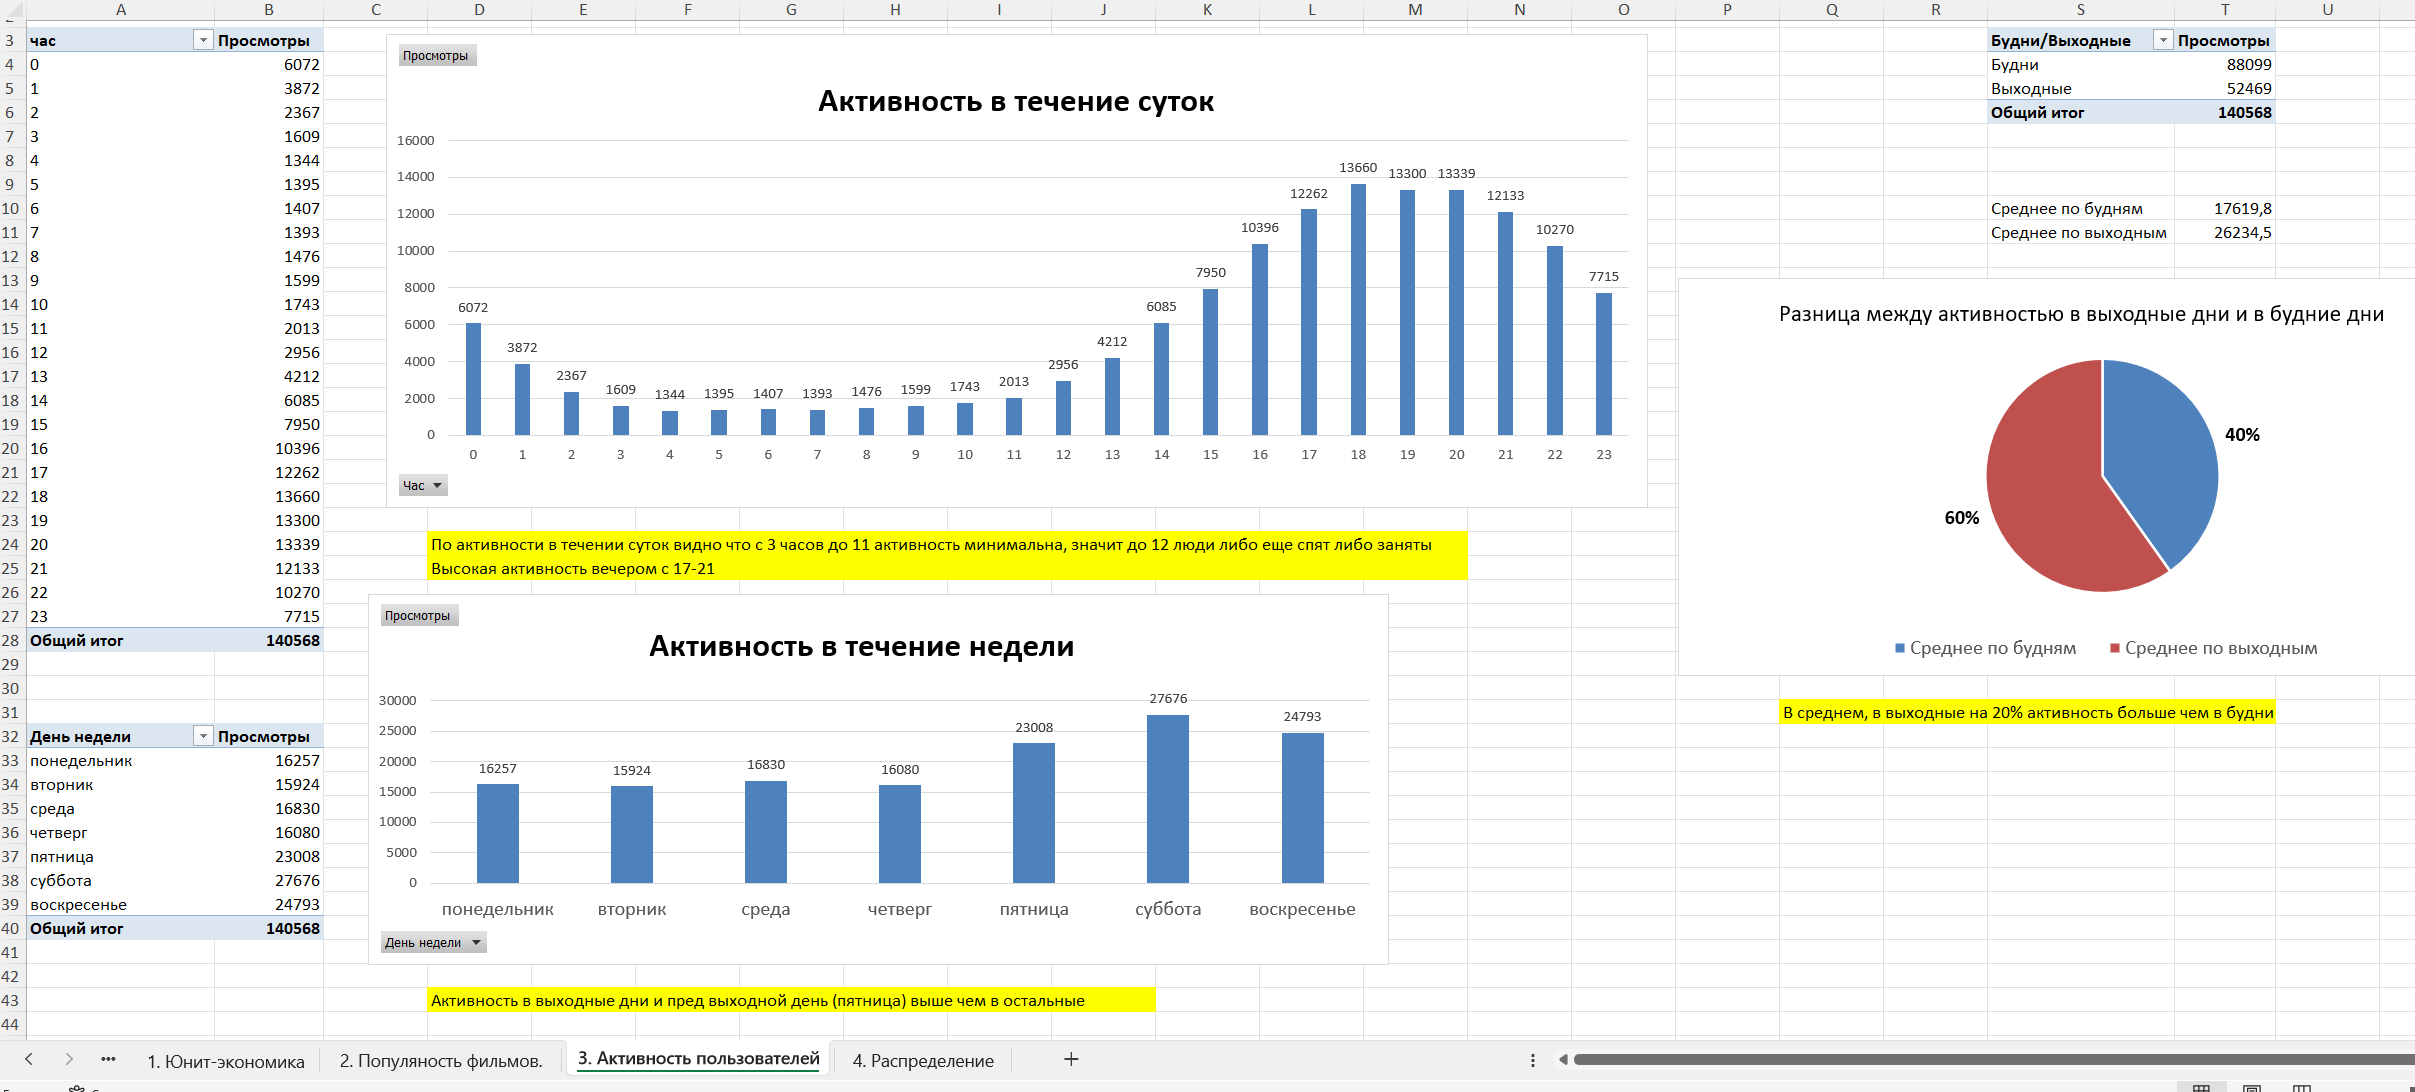 A B C D E F G H I J K L M N O P Q R S T U
3 час Просмотры
4 0 6072
5 1 3872
6 2 2367
7 3 1609
8 4 1344
9 5 1395
10 6 1407
11 7 1393
12 8 1476
13 9 1599
14 10 1743
15 11 2013
16 12 2956
17 13 4212
18 14 6085
19 15 7950
20 16 10396
21 17 12262
22 18 13660
23 19 13300
24 20 13339
25 21 12133
26 22 10270
27 23 7715
28 Общий итог 140568
29
30
31
32 День недели Просмотры
33 понедельник 16257
34 вторник 15924
35 среда 16830
36 четверг 16080
37 пятница 23008
38 суббота 27676
39 воскресенье 24793
40 Общий итог 140568
41
42
43
44
Просмотры
Активность в течение суток
16000
14000
12000
10000
8000
6000
4000
2000
0
6072 3872 2367 1609 1344 1395 1407 1393 1476 1599 1743 2013 2956 4212 6085 7950 10396 12262 13660 13300 13339 12133 10270 7715
0 1 2 3 4 5 6 7 8 9 10 11 12 13 14 15 16 17 18 19 20 21 22 23
Час
По активности в течении суток видно что с 3 часов до 11 активность минимальна, значит до 12 люди либо еще спят либо заняты
Высокая активность вечером с 17-21
Просмотры
Активность в течение недели
30000
25000
20000
15000
10000
5000
0
16257 15924 16830 16080 23008 27676 24793
понедельник вторник среда четверг пятница суббота воскресенье
День недели
Активность в выходные дни и пред выходной день (пятница) выше чем в остальные
Будни/Выходные Просмотры
Будни 88099
Выходные 52469
Общий итог 140568
Среднее по будням 17619,8
Среднее по выходным 26234,5
Разница между активностью в выходные дни и в будние дни
40%
60%
Среднее по будням Среднее по выходным
В среднем, в выходные на 20% активность больше чем в будни
1. Юнит-экономика 2. Популяность фильмов. 3. Активность пользователей 4. Распределение